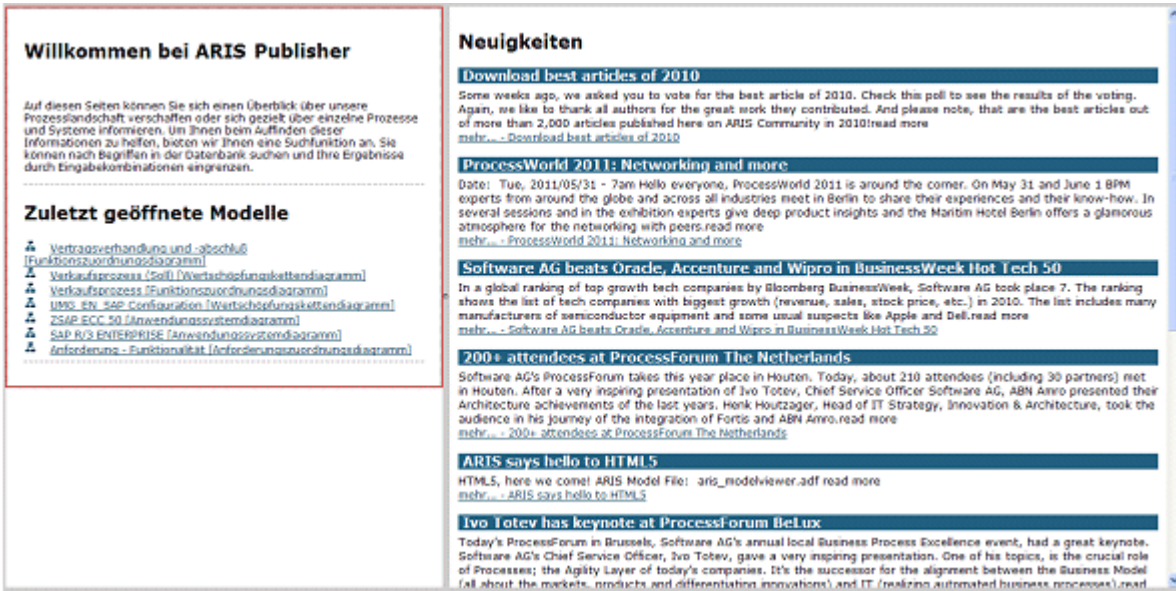 Willkommen bei ARIS Publisher
Auf diesen Seiten können Sie sich einen Überblick über unsere
Prozesslandschaft verschaffen oder sich gezielt über einzelne Prozesse
und Systeme informieren. Um Ihnen beim Auffinden dieser
Informationen zu helfen, bieten wir Ihnen eine Suchfunktion an. Sie
können nach Begriffen in der Datenbank suchen und Ihre Ergebnisse
durch Eingabekombinationen eingrenzen.
Zuletzt geöffnete Modelle
Vertragsverhandlung und -abschluß
[Funktionszuordnungsdiagramm]
Verkaufsprozess (Soll) [Wertschöpfungskettendiagramm]
Verkaufsprozess [Funktionszuordnungsdiagramm]
UMG_EN_SAP Configuration [Wertschöpfungskettendiagramm]
ZSAP ECC 50 [Anwendungssystemdiagramm]
SAP R/3 ENTERPRISE [Anwendungssystemdiagramm]
Anforderung - Funktionalität [Anforderungszuordnungsdiagramm]
Neuigkeiten
Download best articles of 2010
Some weeks ago, we asked you to vote for the best article of 2010. Check this poll to see the results of the voting.
Again, we like to thank all authors for the great work they contributed. And please note, that are the best articles out
of more than 2,000 articles published here on ARIS Community in 2010!read more
mehr... - Download best articles of 2010
ProcessWorld 2011: Networking and more
Date: Tue, 2011/05/31 - 7am Hello everyone, ProcessWorld 2011 is around the corner. On May 31 and June 1 BPM
experts from around the globe and across all industries meet in Berlin to share their experiences and their know-how. In
several sessions and in the exhibition experts give deep product insights and the Maritim Hotel Berlin offers a glamorous
atmosphere for the networking with peers.read more
mehr... - ProcessWorld 2011: Networking and more
Software AG beats Oracle, Accenture and Wipro in BusinessWeek Hot Tech 50
In a global ranking of top growth tech companies by Bloomberg BusinessWeek, Software AG took place 7. The ranking
shows the list of tech companies with biggest growth (revenue, sales, stock price, etc.) in 2010. The list includes many
manufacturers of semiconductor equipment and some usual suspects like Apple and Dell.read more
mehr... - Software AG beats Oracle, Accenture and Wipro in BusinessWeek Hot Tech 50
200+ attendees at ProcessForum The Netherlands
Software AG's ProcessForum takes this year place in Houten. Today, about 210 attendees (including 30 partners) met
in Houten. After a very inspiring presentation of Ivo Totev, Chief Service Officer Software AG, ABN Amro presented their
Architecture achievements of the last years. Henk Houtzager, Head of IT Strategy, Innovation & Architecture, took the
audience in his journey of the integration of Fortis and ABN Amro.read more
mehr... - 200+ attendees at ProcessForum The Netherlands
ARIS says hello to HTML5
HTML5, here we come! ARIS Model File: aris_modelviewer.adf read more
mehr... - ARIS says hello to HTML5
Ivo Totev has keynote at ProcessForum BeLux
Today's ProcessForum in Brussels, Software AG's annual local Business Process Excellence event, had a great keynote.
Software AG's Chief Service Officer, Ivo Totev, gave a very inspiring presentation. One of his topics, is the crucial role
of Processes; the Agility Layer of today's companies. It's the successor for the alignment between the Business Model
(all about the markets, products and differentiating innovations) and IT (realizing automated business processes).read